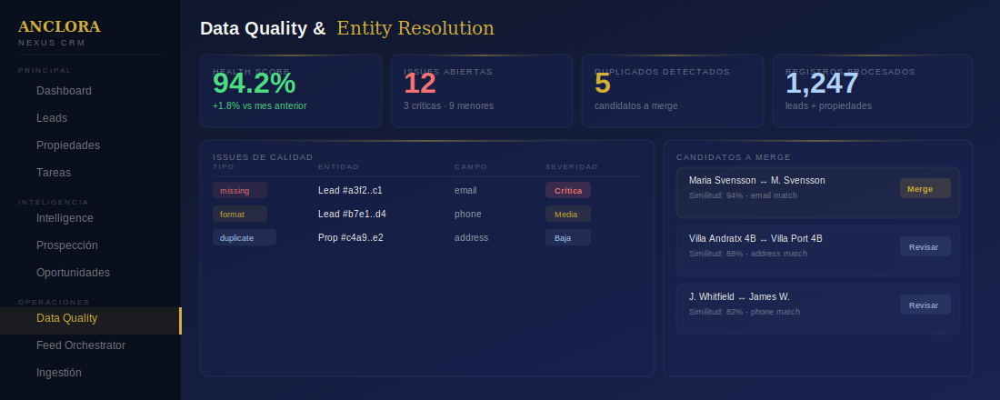 ANCLORA
NEXUS CRM
PRINCIPAL
Dashboard
Leads
Propiedades
Tareas
INTELIGENCIA
Intelligence
Prospección
Oportunidades
OPERACIONES
Data Quality
Feed Orchestrator
Ingestión
Data Quality & Entity Resolution
HEALTH SCORE
94.2%
+1.8% vs mes anterior
ISSUES ABIERTAS
12
3 críticas · 9 menores
DUPLICADOS DETECTADOS
5
candidatos a merge
REGISTROS PROCESADOS
1,247
leads + propiedades
ISSUES DE CALIDAD
TIPO ENTIDAD CAMPO SEVERIDAD
missing Lead #a3f2..c1 email Crítica
format Lead #b7e1..d4 phone Media
duplicate Prop #c4a9..e2 address Baja
CANDIDATOS A MERGE
Maria Svensson ↔ M. Svensson
Similitud: 94% · email match
Merge
Villa Andratx 4B ↔ Villa Port 4B
Similitud: 88% · address match
Revisar
J. Whitfield ↔ James W.
Similitud: 82% · phone match
Revisar